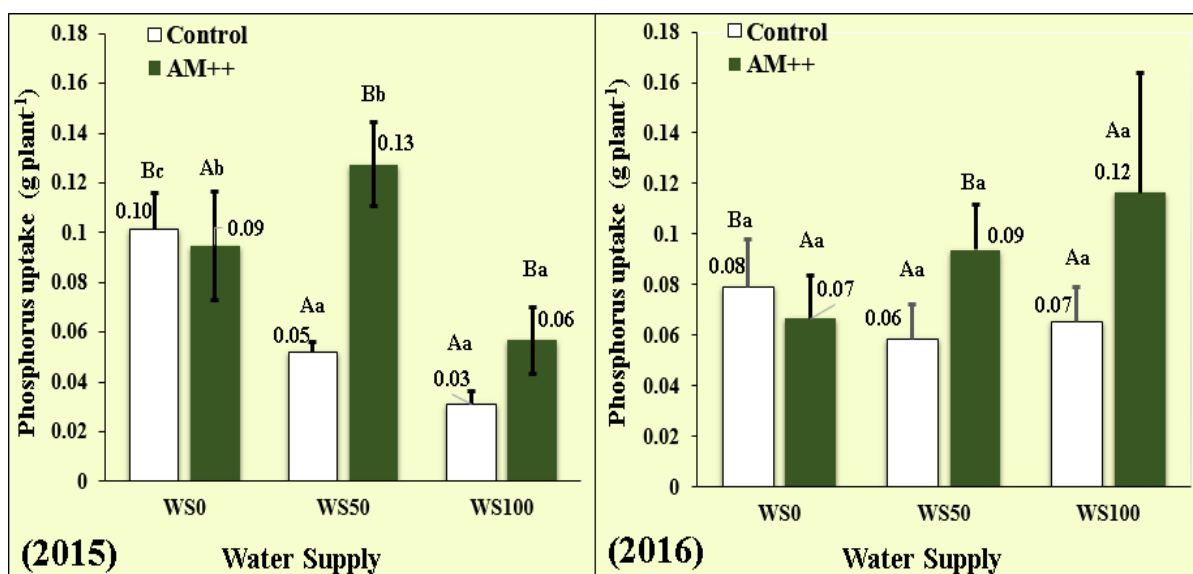 0.18
0.16
0.14
0.12
0.1
0.08
0.06
0.04
0.02
0
Phosphorus uptake (g plant⁻¹)
Control
AM++
Bc
0.10
Ab
0.09
Aa
0.05
Bb
0.13
Aa
0.03
Ba
0.06
WS0
WS50
WS100
Water Supply
(2015)
0.18
0.16
0.14
0.12
0.1
0.08
0.06
0.04
0.02
0
Phosphorus uptake (g plant⁻¹)
Control
AM++
Ba
0.08
Aa
0.07
Aa
0.06
Ba
0.09
Aa
0.07
Aa
0.12
WS0
WS50
WS100
Water Supply
(2016)